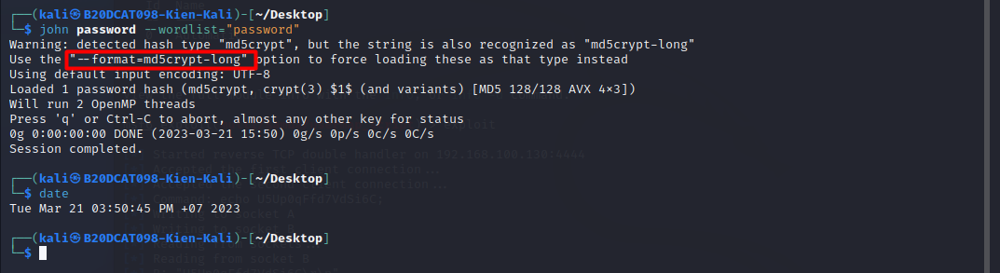 ┌──(kali㉿B20DCAT098-Kien-Kali)-[~/Desktop]
└─$ john password --wordlist="password"
Warning: detected hash type "md5crypt", but the string is also recognized as "md5crypt-long"
Use the "--format=md5crypt-long" option to force loading these as that type instead
Using default input encoding: UTF-8
Loaded 1 password hash (md5crypt, crypt(3) $1$ (and variants) [MD5 128/128 AVX 4×3])
Will run 2 OpenMP threads
Press 'q' or Ctrl-C to abort, almost any other key for status
0g 0:00:00:00 DONE (2023-03-21 15:50) 0g/s 0p/s 0c/s 0C/s
Session completed.
┌──(kali㉿B20DCAT098-Kien-Kali)-[~/Desktop]
└─$ date
Tue Mar 21 03:50:45 PM +07 2023
┌──(kali㉿B20DCAT098-Kien-Kali)-[~/Desktop]
└─$